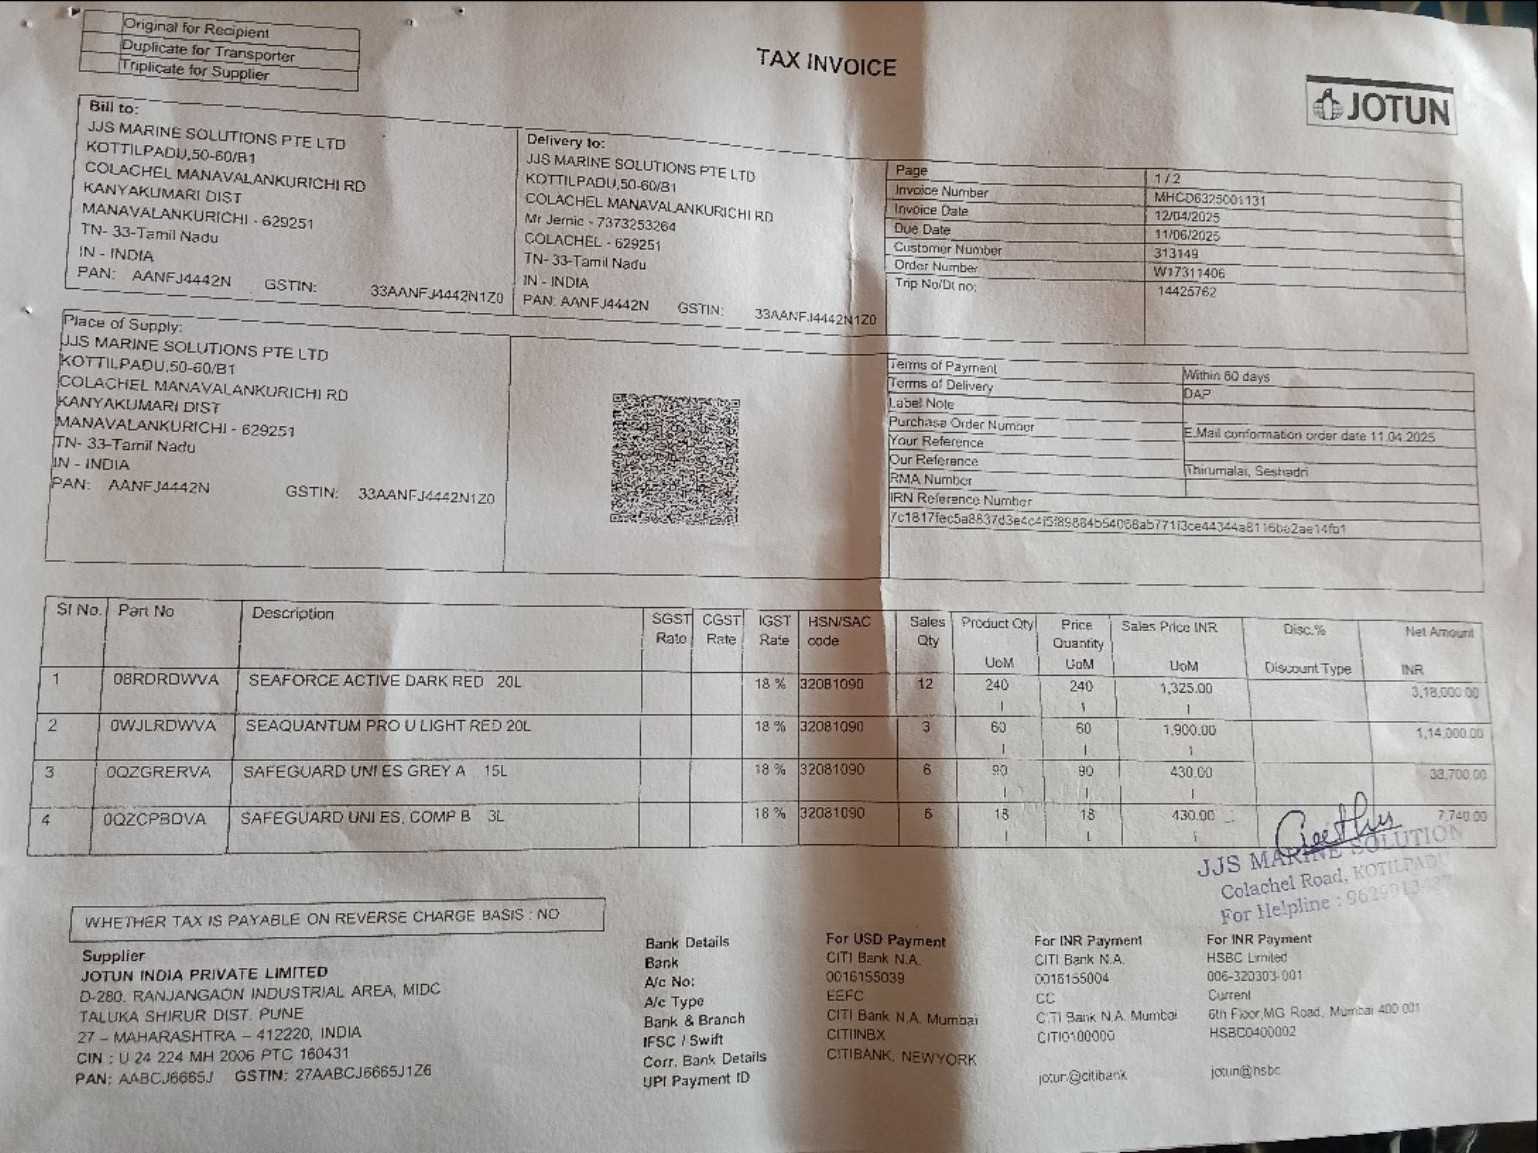 Original for Recipient
Duplicate for Transporter
Triplicate for Supplier
TAX INVOICE
JOTUN
Bill to:
JJS MARINE SOLUTIONS PTE LTD
KOTTILPADU,50-60/B1
COLACHEL MANAVALANKURICHI RD
KANYAKUMARI DIST
MANAVALANKURICHI - 629251
TN- 33-Tamil Nadu
IN - INDIA
PAN: AANFJ4442N GSTIN: 33AANFJ4442N1Z0
Delivery to:
JJS MARINE SOLUTIONS PTE LTD
KOTTILPADU,50-60/B1
COLACHEL MANAVALANKURICHI RD
Mr Jernic - 7373253264
COLACHEL - 629251
TN- 33-Tamil Nadu
IN - INDIA
PAN: AANFJ4442N GSTIN: 33AANFJ4442N1Z0
Page 1 / 2
Invoice Number MHCD6325001131
Invoice Date 12/04/2025
Due Date 11/06/2025
Customer Number 313149
Order Number W17311406
Trip No/Dt no: 14425762
Place of Supply:
JJS MARINE SOLUTIONS PTE LTD
KOTTILPADU,50-60/B1
COLACHEL MANAVALANKURICHI RD
KANYAKUMARI DIST
MANAVALANKURICHI - 629251
TN- 33-Tamil Nadu
IN - INDIA
PAN: AANFJ4442N GSTIN: 33AANFJ4442N1Z0
Terms of Payment Within 60 days
Terms of Delivery DAP
Label Note
Purchase Order Number E.Mail conformation order date 11.04.2025
Your Reference
Our Reference Thirumalai, Seshadri
RMA Number
IRN Reference Number
Sl No. Part No Description SGST Rate CGST Rate IGST Rate HSN/SAC code Sales Qty Product Qty UoM Price Quantity UoM Sales Price INR UoM Disc.% Discount Type Net Amount INR
1 08RDRDWVA SEAFORCE ACTIVE DARK RED 20L 18 % 32081090 12 240 240 1,325.00 3,18,000.00
2 0WJLRDWVA SEAQUANTUM PRO U LIGHT RED 20L 18 % 32081090 3 60 60 1,900.00 1,14,000.00
3 0QZGRERVA SAFEGUARD UNI ES GREY A 15L 18 % 32081090 6 90 90 430.00 38,700.00
4 0QZCPBDVA SAFEGUARD UNI ES, COMP B 3L 18 % 32081090 6 18 18 430.00 7,740.00
JJS MARINE SOLUTION
Colachel Road, KOTILPADU
For Helpline :
WHETHER TAX IS PAYABLE ON REVERSE CHARGE BASIS : NO
Supplier
JOTUN INDIA PRIVATE LIMITED
D-280, RANJANGAON INDUSTRIAL AREA, MIDC
TALUKA SHIRUR DIST. PUNE
27 – MAHARASHTRA – 412220, INDIA
CIN : U 24 224 MH 2006 PTC 160431
PAN: AABCJ6665J GSTIN: 27AABCJ6665J1Z6
Bank Details For USD Payment For INR Payment For INR Payment
Bank CITI Bank N.A. CITI Bank N.A. HSBC Limited
A/c No: 0016155039 0016155004 006-320303-001
A/c Type EEFC CC Current
Bank & Branch CITI Bank N.A. Mumbai CITI Bank N.A. Mumbai 6th Floor,MG Road, Mumbai 400 001
IFSC / Swift CITIINBX CITI0100000 HSBC0400002
Corr. Bank Details CITIBANK, NEWYORK
UPI Payment ID jotun@citibank jotun@hsbc